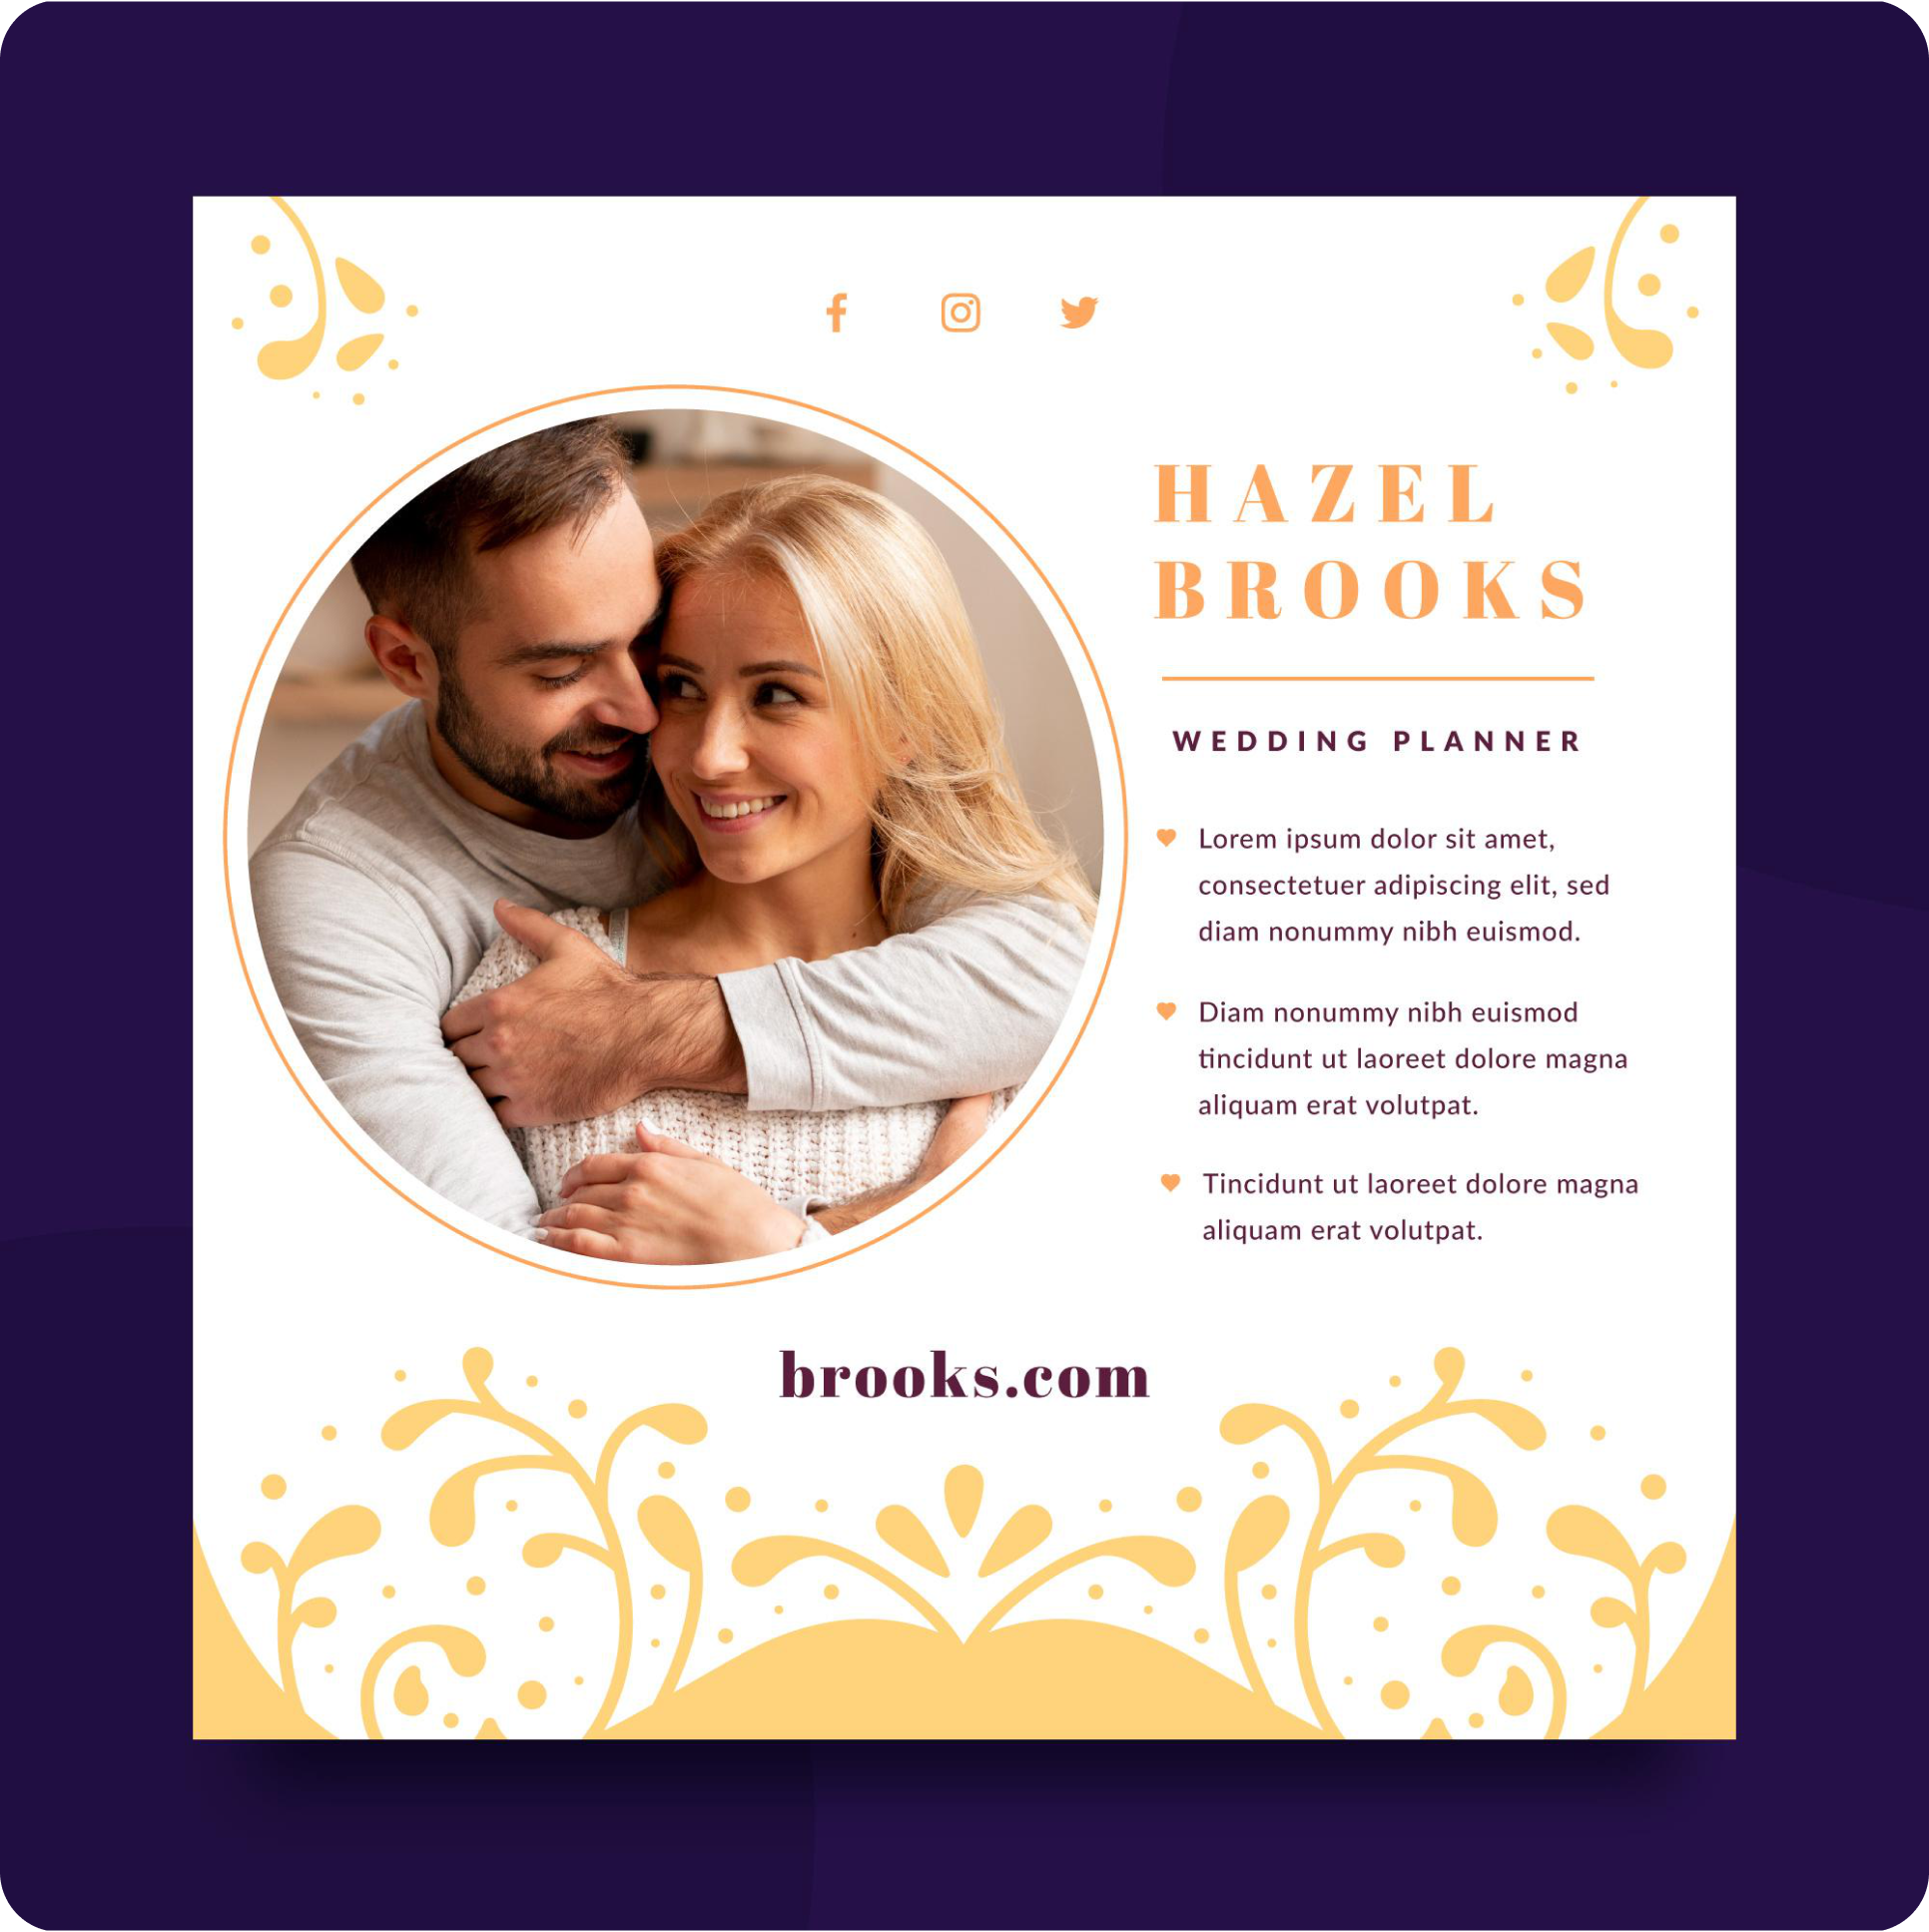 HAZEL
BROOKS
WEDDING PLANNER
Lorem ipsum dolor sit amet,
consectetuer adipiscing elit, sed
diam nonummy nibh euismod.
Diam nonummy nibh euismod
tincidunt ut laoreet dolore magna
aliquam erat volutpat.
Tincidunt ut laoreet dolore magna
aliquam erat volutpat.
brooks.com